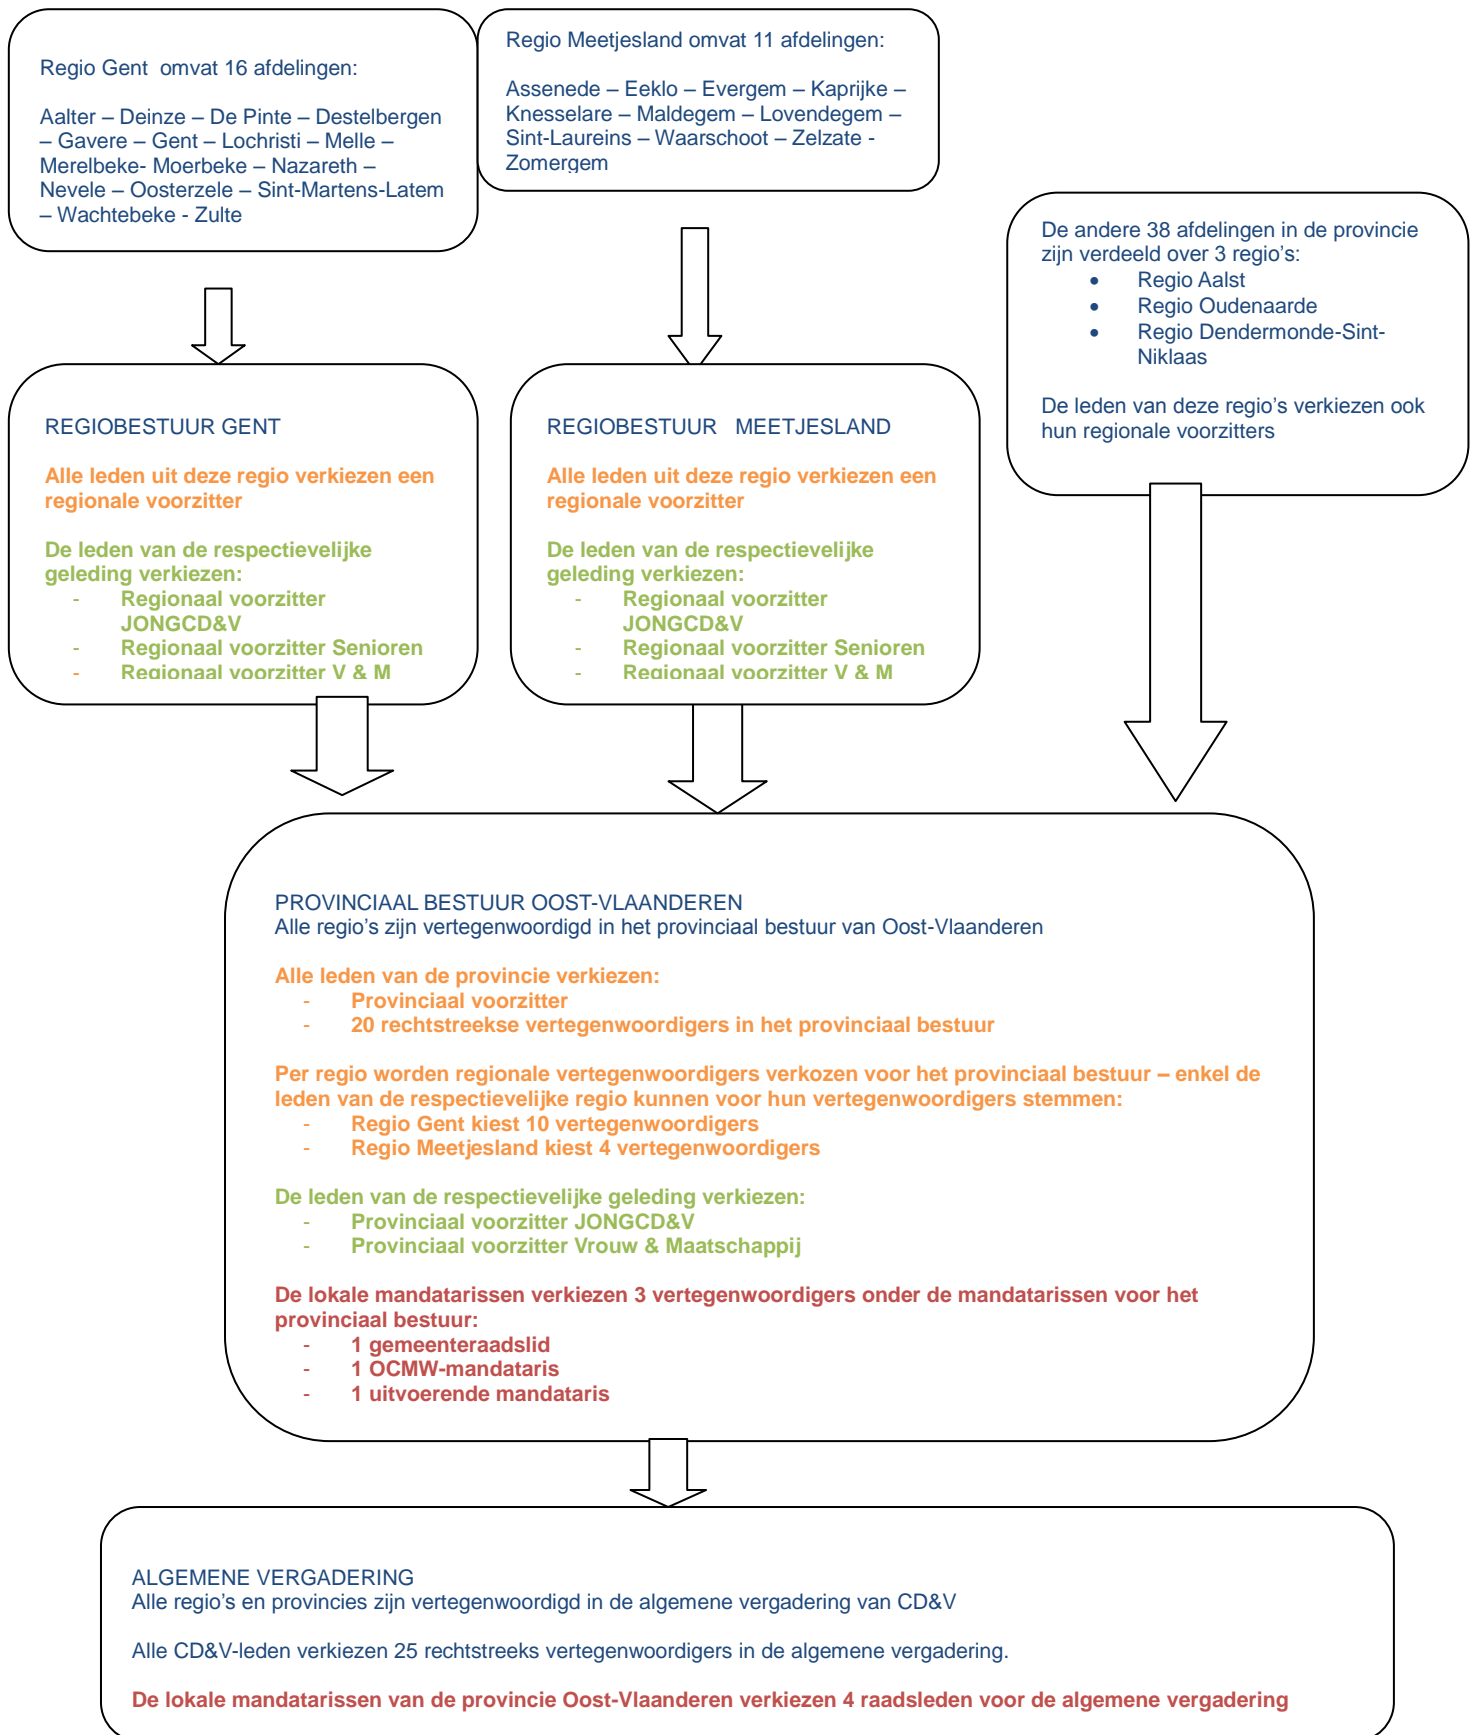 Regio Gent  omvat 16 afdelingen:
Aalter – Deinze – De Pinte – Destelbergen
– Gavere – Gent – Lochristi – Melle –
Merelbeke- Moerbeke – Nazareth –
Nevele – Oosterzele – Sint-Martens-Latem
– Wachtebeke - Zulte
Regio Meetjesland omvat 11 afdelingen:
Assenede – Eeklo – Evergem – Kaprijke –
Knesselare – Maldegem – Lovendegem –
Sint-Laureins – Waarschoot – Zelzate -
Zomergem
De andere 38 afdelingen in de provincie
zijn verdeeld over 3 regio’s:
• Regio Aalst
• Regio Oudenaarde
• Regio Dendermonde-Sint-
Niklaas
De leden van deze regio’s verkiezen ook
hun regionale voorzitters
REGIOBESTUUR GENT
Alle leden uit deze regio verkiezen een
regionale voorzitter
De leden van de respectievelijke
geleding verkiezen:
- Regionaal voorzitter
JONGCD&V
- Regionaal voorzitter Senioren
- Regionaal voorzitter V & M
REGIOBESTUUR   MEETJESLAND
Alle leden uit deze regio verkiezen een
regionale voorzitter
De leden van de respectievelijke
geleding verkiezen:
- Regionaal voorzitter
JONGCD&V
- Regionaal voorzitter Senioren
- Regionaal voorzitter V & M
PROVINCIAAL BESTUUR OOST-VLAANDEREN
Alle regio’s zijn vertegenwoordigd in het provinciaal bestuur van Oost-Vlaanderen
Alle leden van de provincie verkiezen:
- Provinciaal voorzitter
- 20 rechtstreekse vertegenwoordigers in het provinciaal bestuur
Per regio worden regionale vertegenwoordigers verkozen voor het provinciaal bestuur – enkel de
leden van de respectievelijke regio kunnen voor hun vertegenwoordigers stemmen:
- Regio Gent kiest 10 vertegenwoordigers
- Regio Meetjesland kiest 4 vertegenwoordigers
De leden van de respectievelijke geleding verkiezen:
- Provinciaal voorzitter JONGCD&V
- Provinciaal voorzitter Vrouw & Maatschappij
De lokale mandatarissen verkiezen 3 vertegenwoordigers onder de mandatarissen voor het
provinciaal bestuur:
- 1 gemeenteraadslid
- 1 OCMW-mandataris
- 1 uitvoerende mandataris
ALGEMENE VERGADERING
Alle regio’s en provincies zijn vertegenwoordigd in de algemene vergadering van CD&V
Alle CD&V-leden verkiezen 25 rechtstreeks vertegenwoordigers in de algemene vergadering.
De lokale mandatarissen van de provincie Oost-Vlaanderen verkiezen 4 raadsleden voor de algemene vergadering